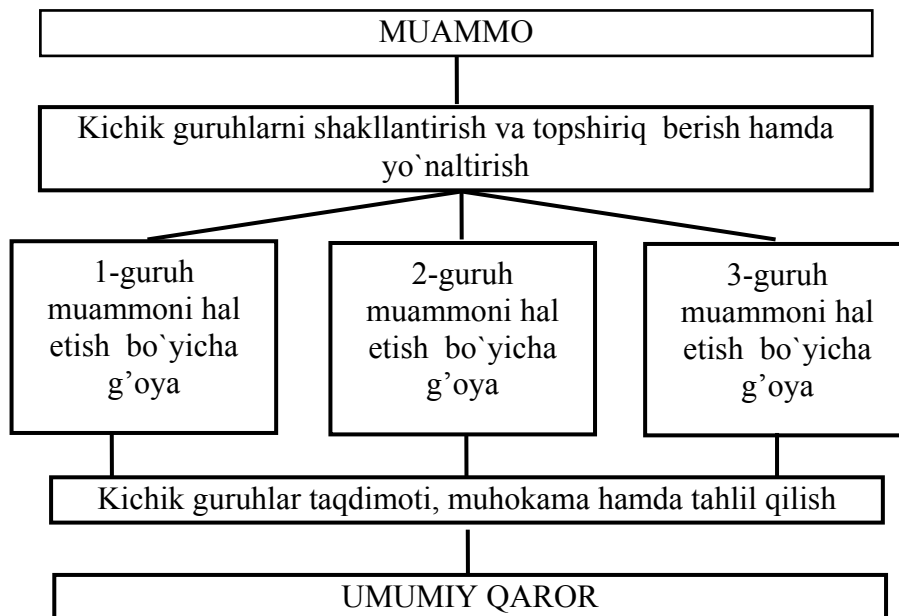 MUAMMO
Kichik guruhlarni shakllantirish va topshiriq berish hamda
yo`naltirish
1-guruh
muammoni hal
etish bo`yicha
g’oya
2-guruh
muammoni hal
etish bo`yicha
g’oya
3-guruh
muammoni hal
etish bo`yicha
g’oya
Kichik guruhlar taqdimoti, muhokama hamda tahlil qilish
UMUMIY QAROR